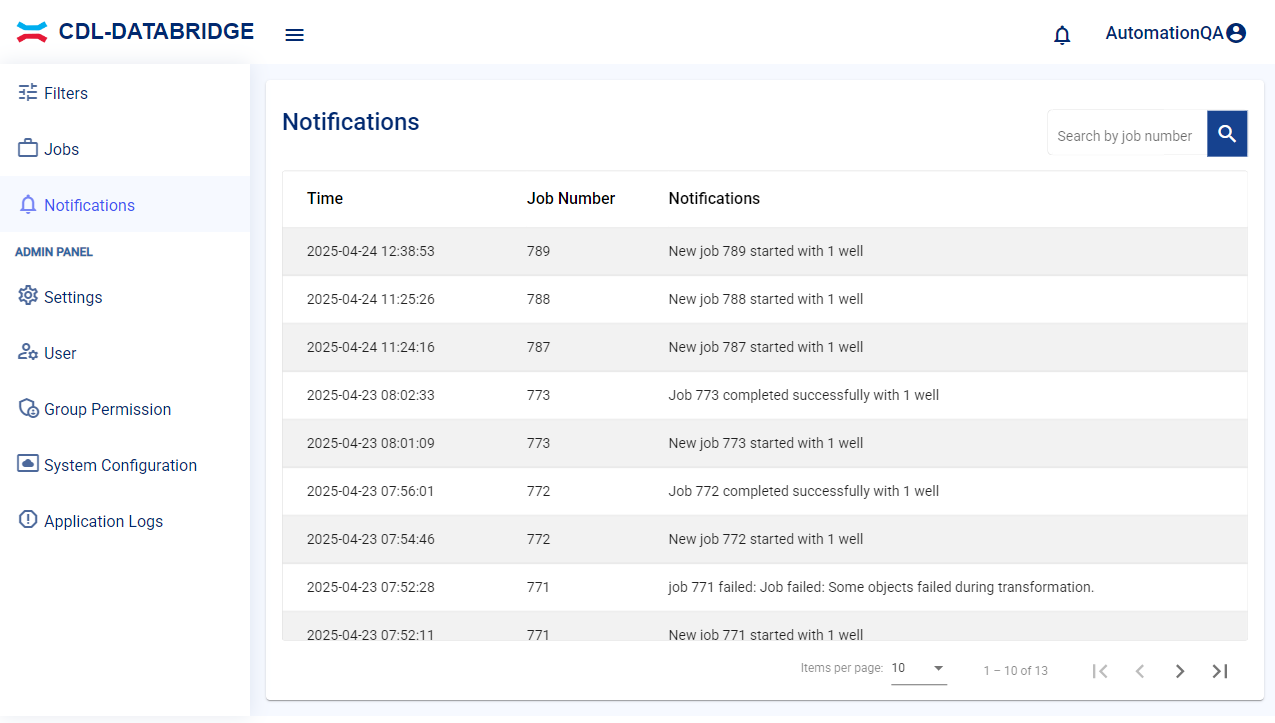 CDL-DATABRIDGE
AutomationQA
Filters
Jobs
Notifications
ADMIN PANEL
Settings
User
Group Permission
System Configuration
Application Logs
Notifications
Search by job number
Time Job Number Notifications
2025-04-24 12:38:53 789 New job 789 started with 1 well
2025-04-24 11:25:26 788 New job 788 started with 1 well
2025-04-24 11:24:16 787 New job 787 started with 1 well
2025-04-23 08:02:33 773 Job 773 completed successfully with 1 well
2025-04-23 08:01:09 773 New job 773 started with 1 well
2025-04-23 07:56:01 772 Job 772 completed successfully with 1 well
2025-04-23 07:54:46 772 New job 772 started with 1 well
2025-04-23 07:52:28 771 job 771 failed: Job failed: Some objects failed during transformation.
2025-04-23 07:52:11 771 New job 771 started with 1 well
Items per page: 10 1 – 10 of 13